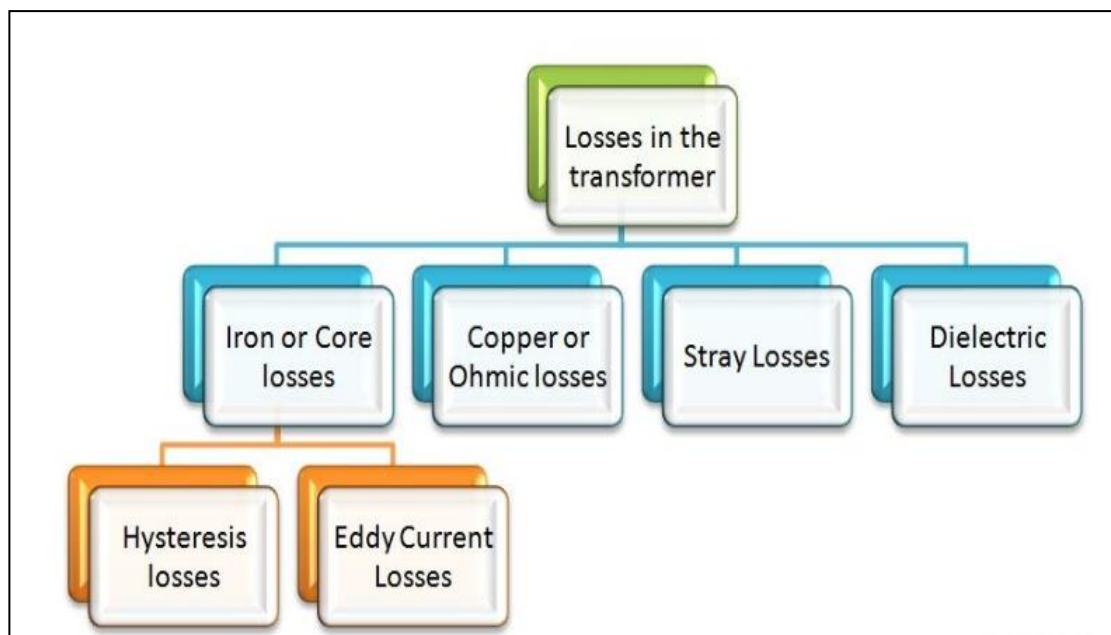 Losses in the
transformer
Iron or Core
losses
Copper or
Ohmic losses
Stray Losses
Dielectric
Losses
Hysteresis
losses
Eddy Current
Losses